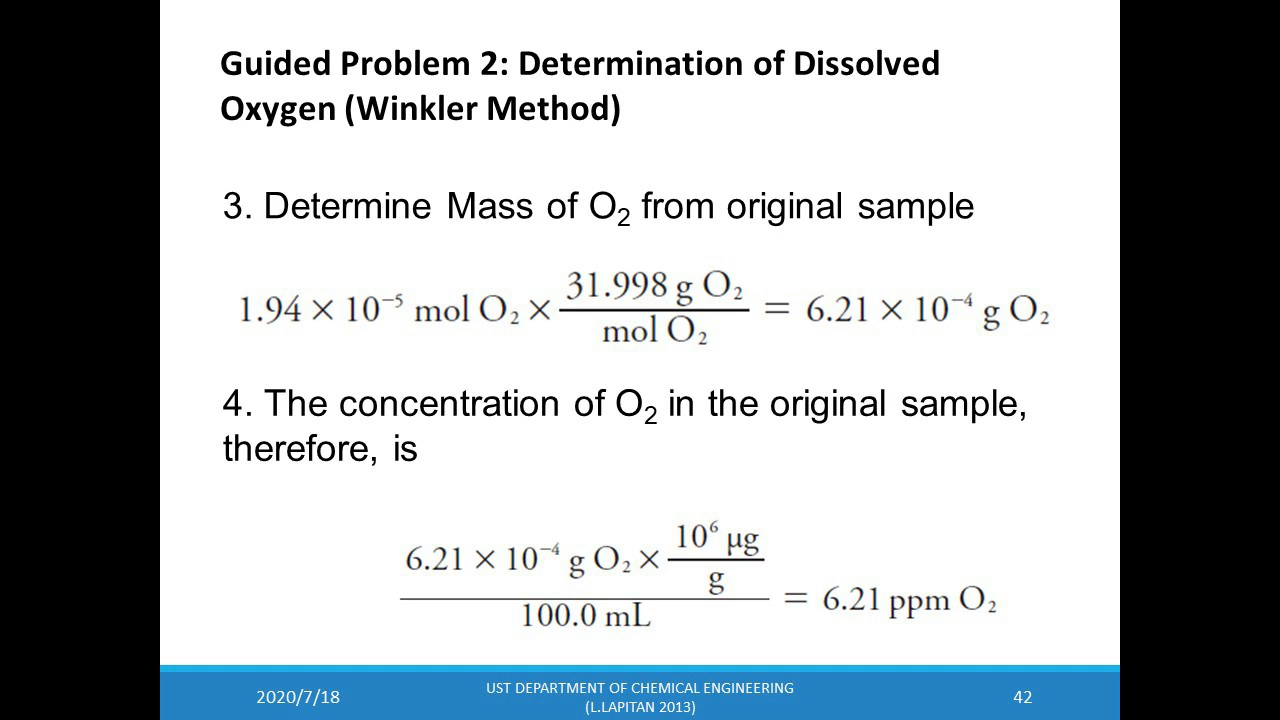 Guided Problem 2: Determination of Dissolved
Oxygen (Winkler Method)
3. Determine Mass of O₂ from original sample
1.94 × 10⁻⁵ mol O₂ × 31.998 g O₂ / mol O₂ = 6.21 × 10⁻⁴ g O₂
4. The concentration of O₂ in the original sample,
therefore, is
6.21 × 10⁻⁴ g O₂ × 10⁶ µg / g
100.0 mL
= 6.21 ppm O₂
2020/7/18
UST DEPARTMENT OF CHEMICAL ENGINEERING
(L.LAPITAN 2013)
42